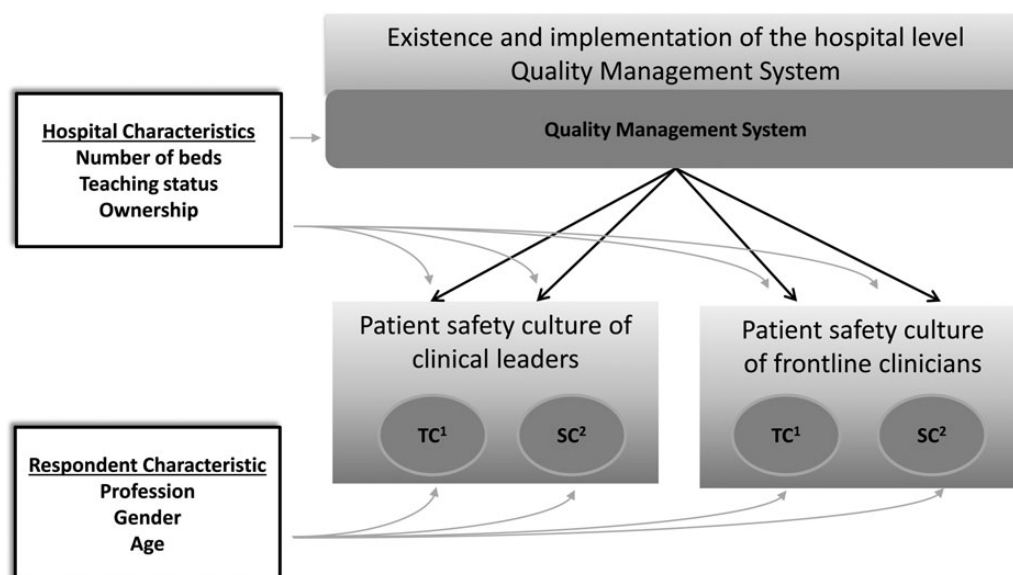 Existence and implementation of the hospital level
Quality Management System
Quality Management System
Hospital Characteristics
Number of beds
Teaching status
Ownership
Patient safety culture of
clinical leaders
TC¹
SC²
Patient safety culture
of frontline clinicians
TC¹
SC²
Respondent Characteristic
Profession
Gender
Age